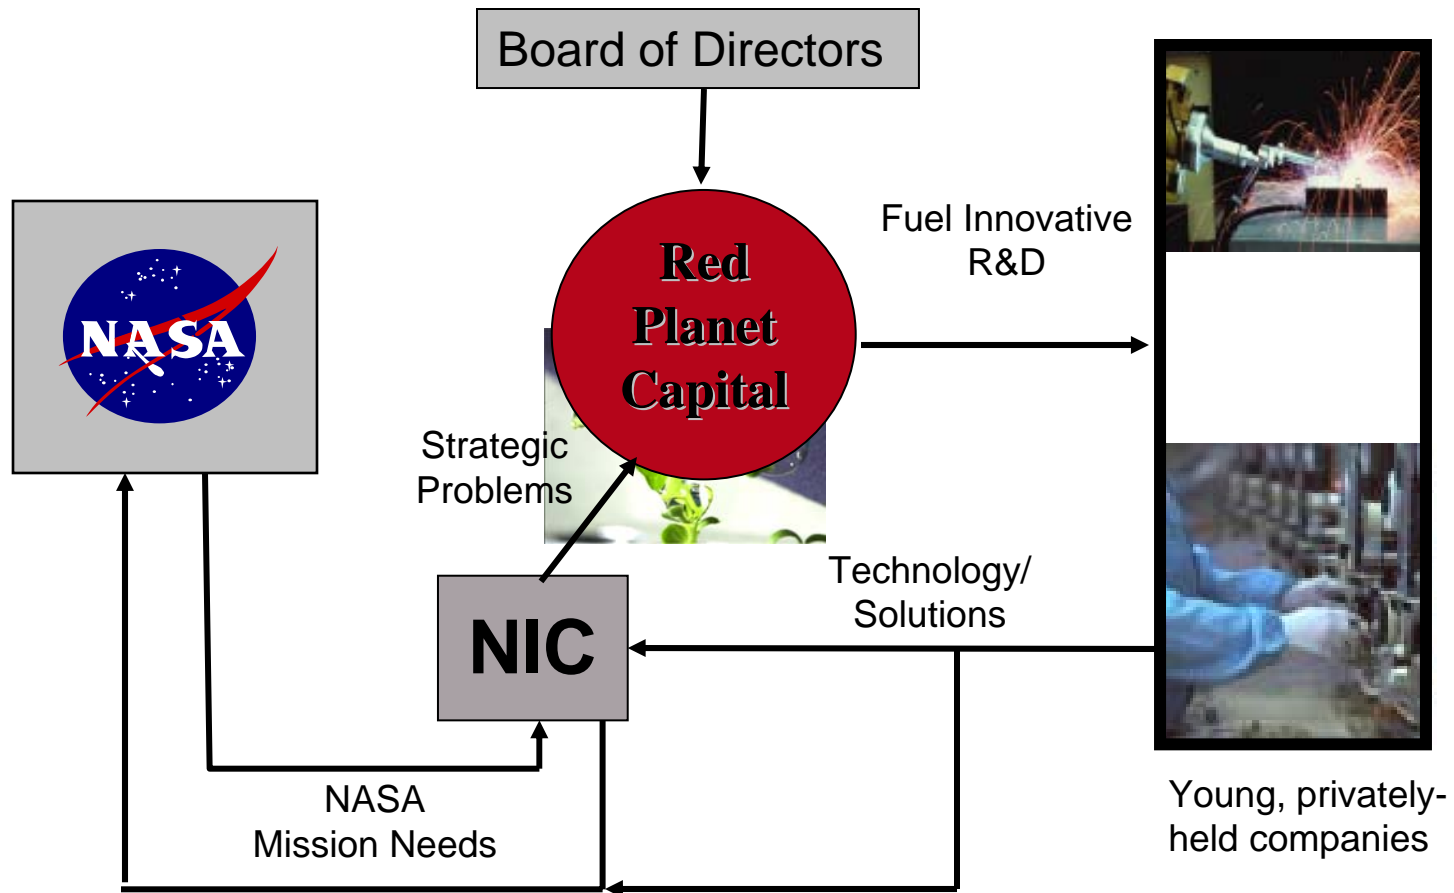 Board of Directors
NASA
Red
Planet
Capital
Fuel Innovative
R&D
Strategic
Problems
Technology/
Solutions
NIC
NASA
Mission Needs
Young, privately-
held companies